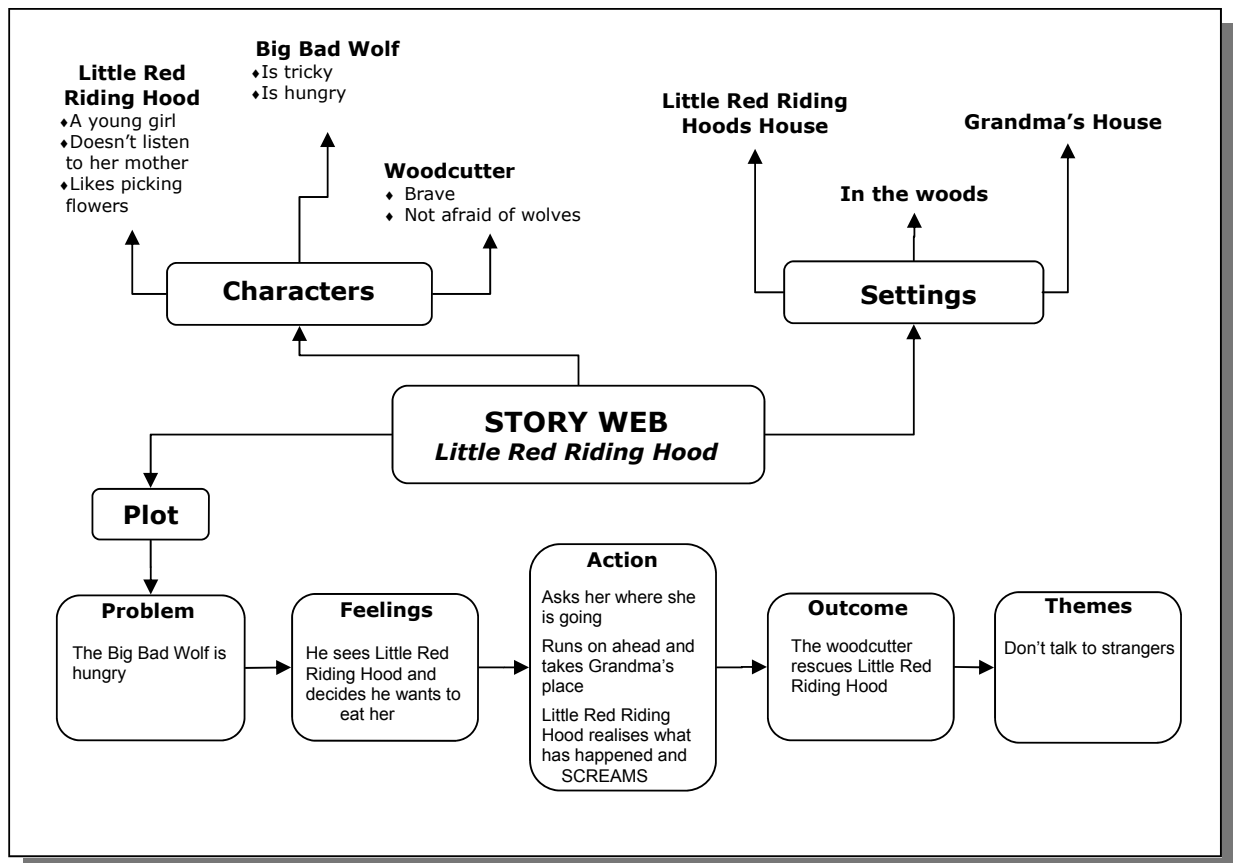 Big Bad Wolf
♦Is tricky
♦Is hungry
Little Red
Riding Hood
♦A young girl
♦Doesn’t listen
to her mother
♦Likes picking
flowers
Woodcutter
♦ Brave
♦ Not afraid of wolves
Characters
Little Red Riding
Hoods House
In the woods
Grandma’s House
Settings
STORY WEB
Little Red Riding Hood
Plot
Problem
The Big Bad Wolf is
hungry
Feelings
He sees Little Red
Riding Hood and
decides he wants to
eat her
Action
Asks her where she
is going
Runs on ahead and
takes Grandma’s
place
Little Red Riding
Hood realises what
has happened and
SCREAMS
Outcome
The woodcutter
rescues Little Red
Riding Hood
Themes
Don’t talk to strangers